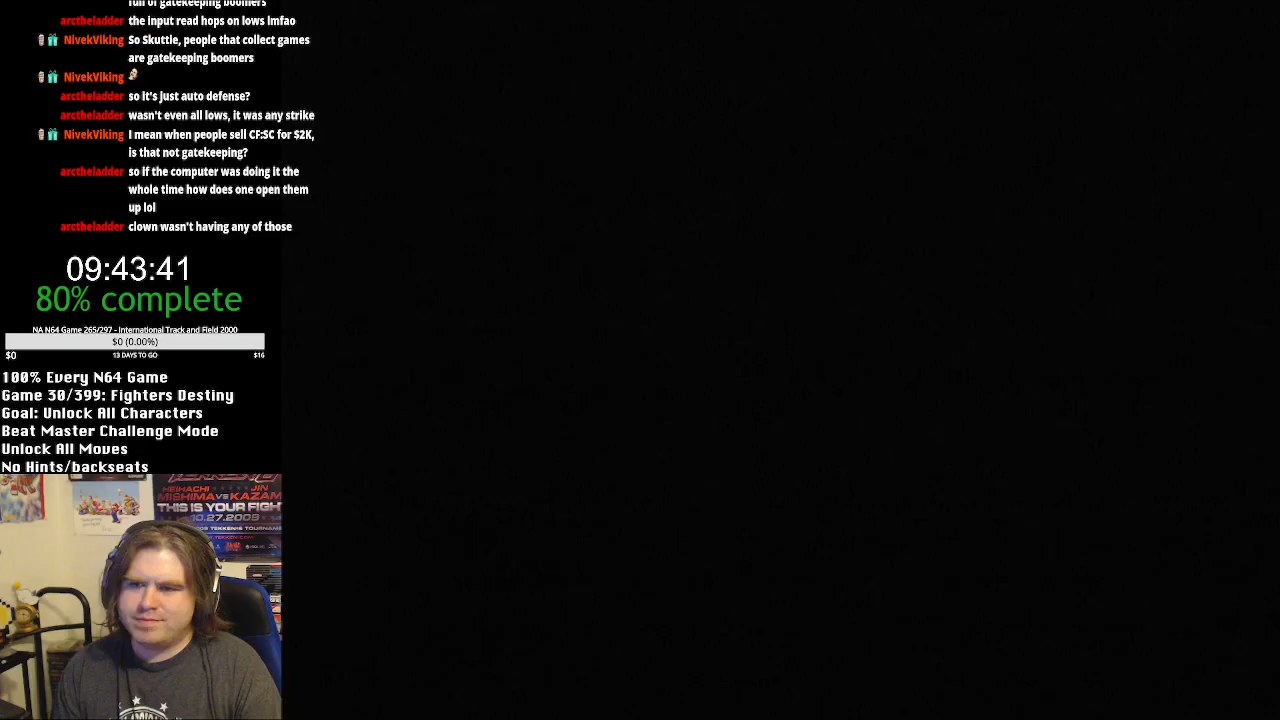 full of gatekeeping boomers
arctheladder the input read hops on lows lmfao
NivekViking So Skuttie, people that collect games
are gatekeeping boomers
NivekViking
arctheladder so it's just auto defense?
arctheladder wasn't even all lows, it was any strike
NivekViking I mean when people sell CF:SC for $2K,
is that not gatekeeping?
arctheladder so if the computer was doing it the
whole time how does one open them
up lol
arctheladder clown wasn't having any of those
09:43:41
80% complete
NA N64 Game 265/297 - International Track and Field 2000
$0 (0.00%)
$0 13 DAYS TO GO $16
100% Every N64 Game
Game 30/399: Fighters Destiny
Goal: Unlock All Characters
Beat Master Challenge Mode
Unlock All Moves
No Hints/backseats
HEIHACHI JIN
MISHIMA VS KAZAM
THIS IS YOUR FIGH
10.27.2009